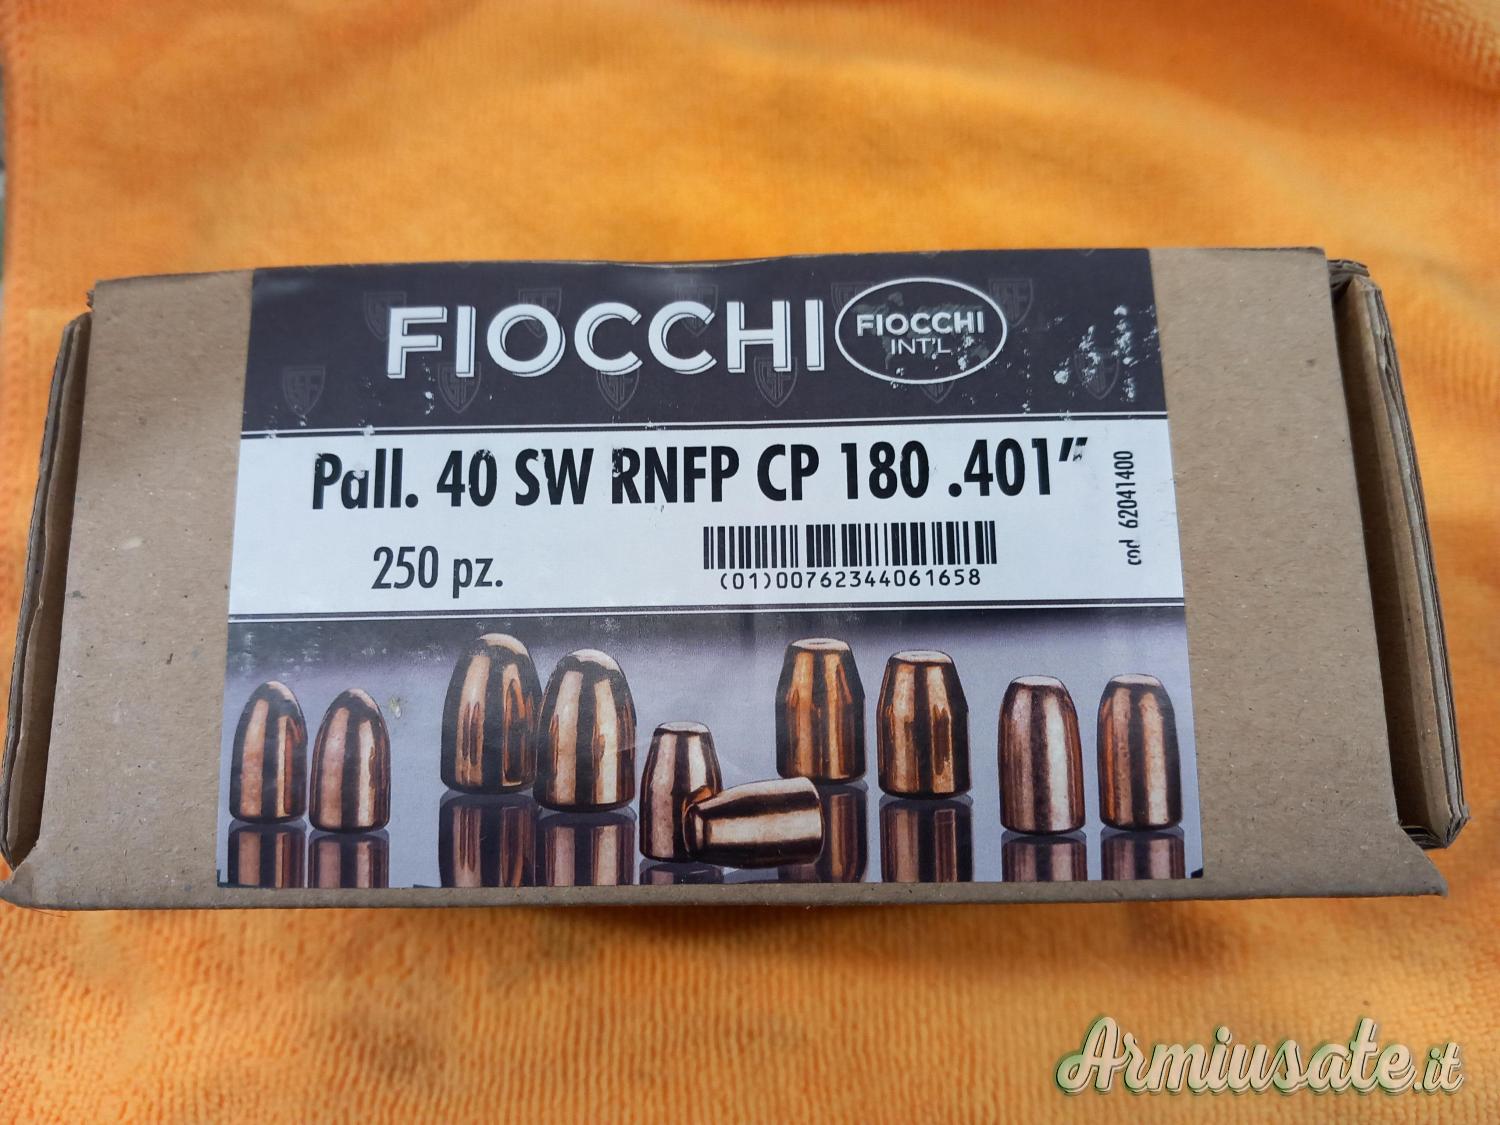 FIOCCHI
FIOCCHI
INT'L
Pall. 40 SW RNFP CP 180 .401"
250 pz.
(01)00762344061658
cod 62041400
Armiusate.it